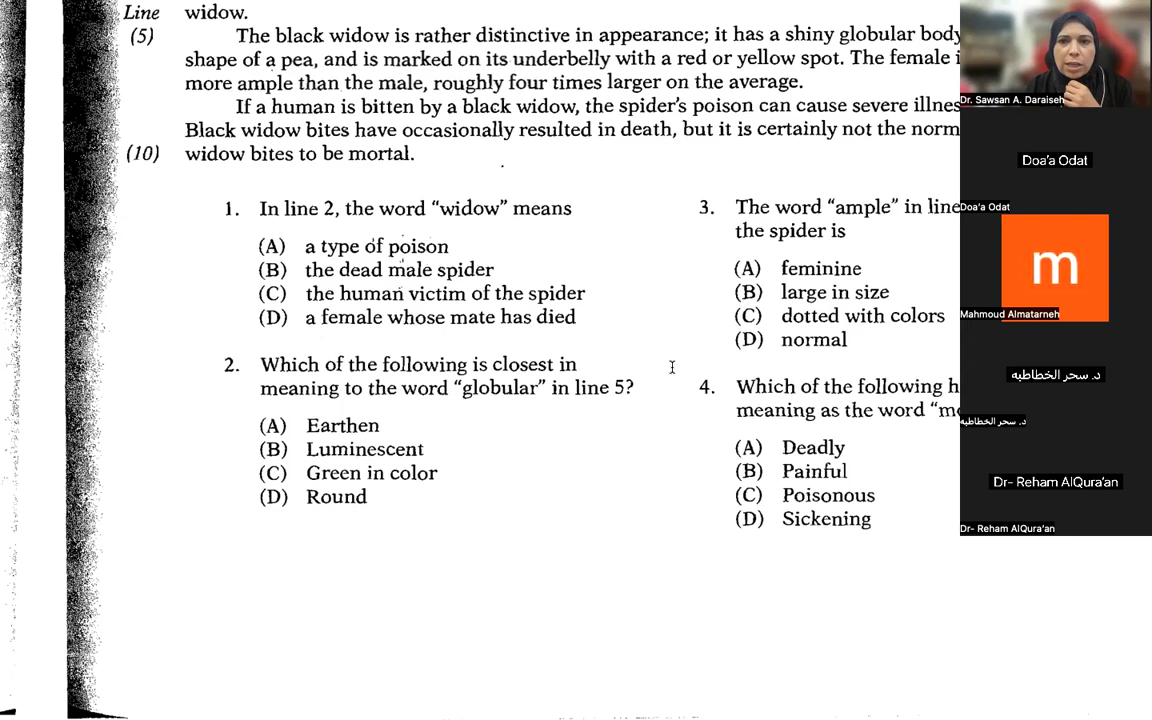 Line widow.
(5) The black widow is rather distinctive in appearance; it has a shiny globular body
shape of a pea, and is marked on its underbelly with a red or yellow spot. The female
more ample than the male, roughly four times larger on the average.
If a human is bitten by a black widow, the spider's poison can cause severe
Black widow bites have occasionally resulted in death, but it is certainly not the norm
(10) widow bites to be mortal.
1. In line 2, the word "widow" means
(A) a type of poison
(B) the dead male spider
(C) the human victim of the spider
(D) a female whose mate has died
2. Which of the following is closest in
meaning to the word "globular" in line 5?
(A) Earthen
(B) Luminescent
(C) Green in color
(D) Round
3. The word "ample" in line
the spider is
(A) feminine
(B) large in size
(C) dotted with colors
(D) normal
4. Which of the following
meaning as the word
(A) Deadly
(B) Painful
(C) Poisonous
(D) Sickening
Dr. Sawsan A. Daraiseh
Doa'a Odat
Doa'a Odat
m
Mahmoud Almatarneh
د. سحر الخطاطبه
د. سحر الخطاطبه
Dr- Reham AlQura'an
Dr- Reham AlQura'an